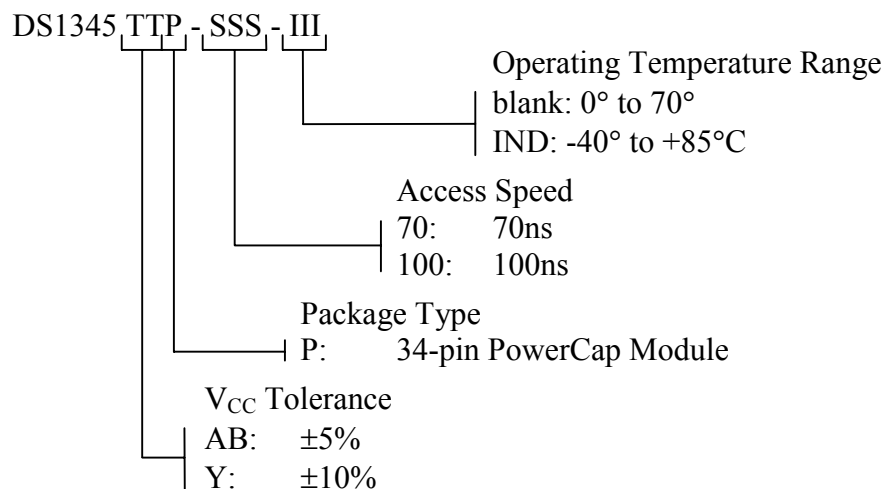 DS1345 TTP - SSS - III
Operating Temperature Range
blank: 0° to 70°
IND: -40° to +85°C
Access Speed
70: 70ns
100: 100ns
Package Type
P: 34-pin PowerCap Module
VCC Tolerance
AB: ±5%
Y: ±10%